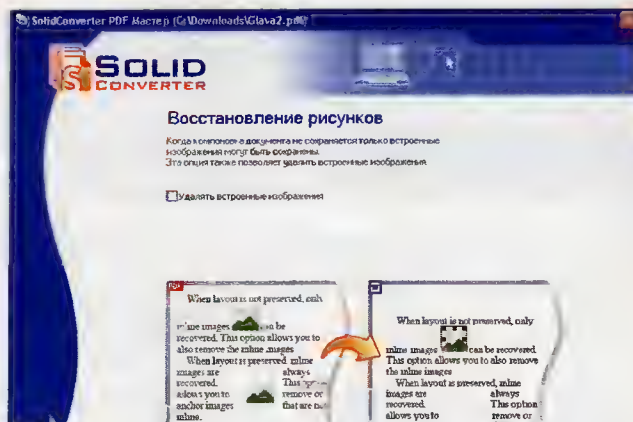 SolidConverter PDF Мастер (C:\Downloads\Glava2.pdf)
SOLID
CONVERTER
Восстановление рисунков
Когда компоновка документа не сохраняется только встроенные
изображения могут быть сохранены.
Эта опция также позволяет удалить встроенные изображения
Удалять встроенные изображения
When layout is not preserved, only
inline images can be
recovered. This option allows you to
also remove the inline images
When layout is preserved inline
images are always
recovered. This
allows you to remove or
anchor images that are not
inline.
When layout is not preserved, only
inline images can be recovered
This option allows you to also remove
the inline images
When layout is preserved, inline
images are always
recovered. This option
allows you to remove or